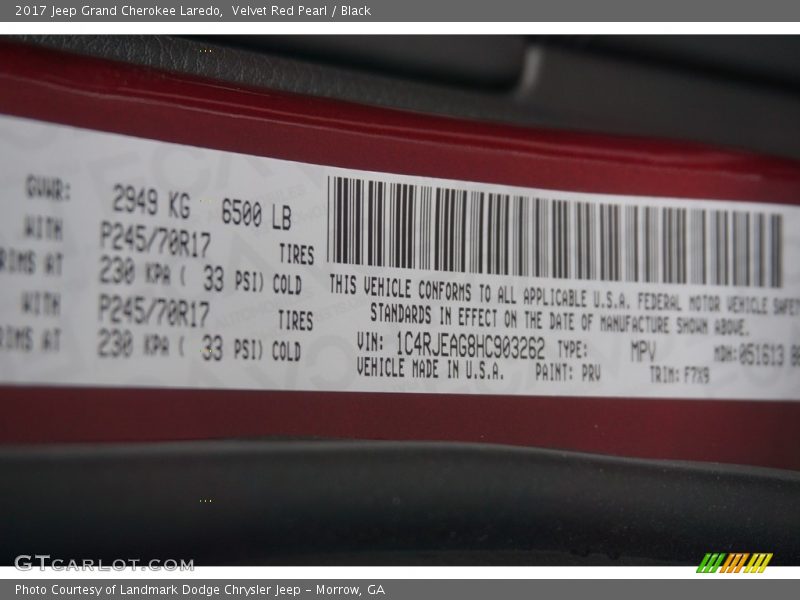 2017 Jeep Grand Cherokee Laredo, Velvet Red Pearl / Black
GVWR: 2949 KG 6500 LB
WITH P245/70R17 TIRES
RIMS AT 230 KPA ( 33 PSI) COLD
WITH P245/70R17 TIRES
RIMS AT 230 KPA ( 33 PSI) COLD
THIS VEHICLE CONFORMS TO ALL APPLICABLE U.S.A. FEDERAL MOTOR VEHICLE SAFET
STANDARDS IN EFFECT ON THE DATE OF MANUFACTURE SHOWN ABOVE.
VIN: 1C4RJEAG8HC903262 TYPE: MPV MDH: 051613
VEHICLE MADE IN U.S.A. PAINT: PRV TRIM: F7X9
GTCARLOT.COM
Photo Courtesy of Landmark Dodge Chrysler Jeep – Morrow, GA